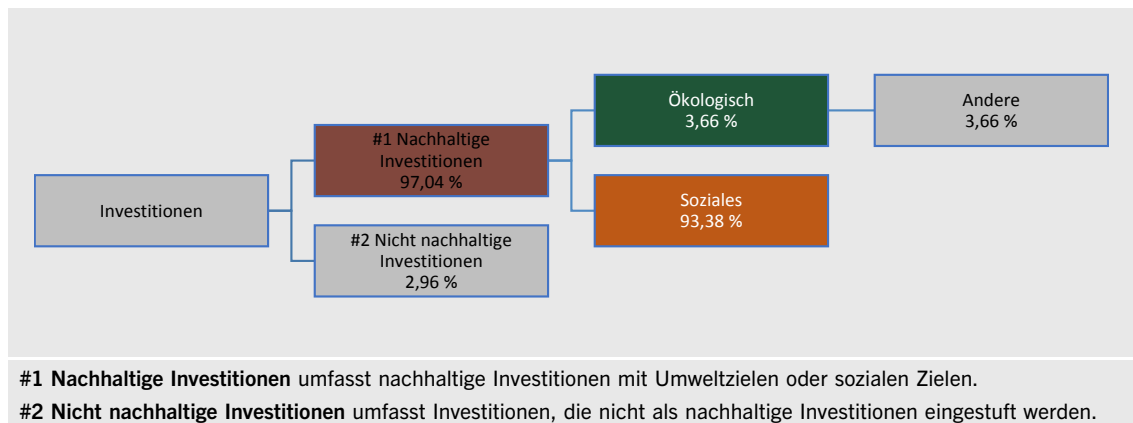 Investitionen
#1 Nachhaltige
Investitionen
97,04 %
#2 Nicht nachhaltige
Investitionen
2,96 %
Ökologisch
3,66 %
Soziales
93,38 %
Andere
3,66 %
#1 Nachhaltige Investitionen umfasst nachhaltige Investitionen mit Umweltzielen oder sozialen Zielen.
#2 Nicht nachhaltige Investitionen umfasst Investitionen, die nicht als nachhaltige Investitionen eingestuft werden.